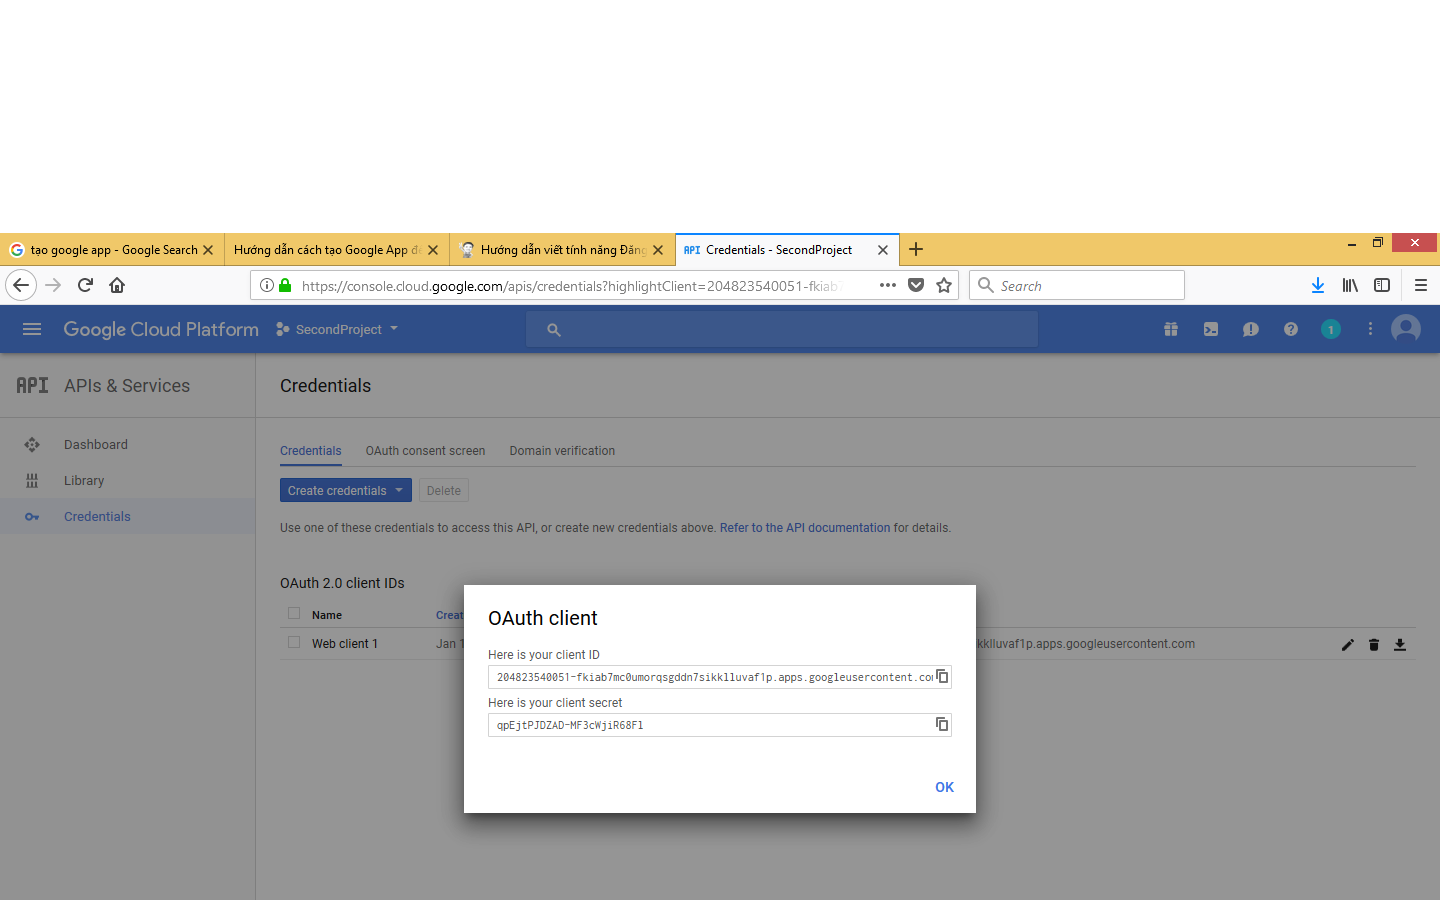 tạo google app - Google Search
Hướng dẫn cách tạo Google App để
Hướng dẫn viết tính năng Đăng
API Credentials - SecondProject
https://console.cloud.google.com/apis/credentials?highlightClient=204823540051-fkiab7
Search
Google Cloud Platform
SecondProject
1
API APIs & Services
Credentials
Dashboard
Library
Credentials
Credentials
OAuth consent screen
Domain verification
Create credentials
Delete
Use one of these credentials to access this API, or create new credentials above. Refer to the API documentation for details.
OAuth 2.0 client IDs
Name
Creat
Web client 1
Jan 1
kklluvaf1p.apps.googleusercontent.com
OAuth client
Here is your client ID
204823540051-fkiab7mc0umorqsgddn7sikklluvaf1p.apps.googleusercontent.com
Here is your client secret
qpEjtPJDZAD-MF3cWjiR68Fl
OK